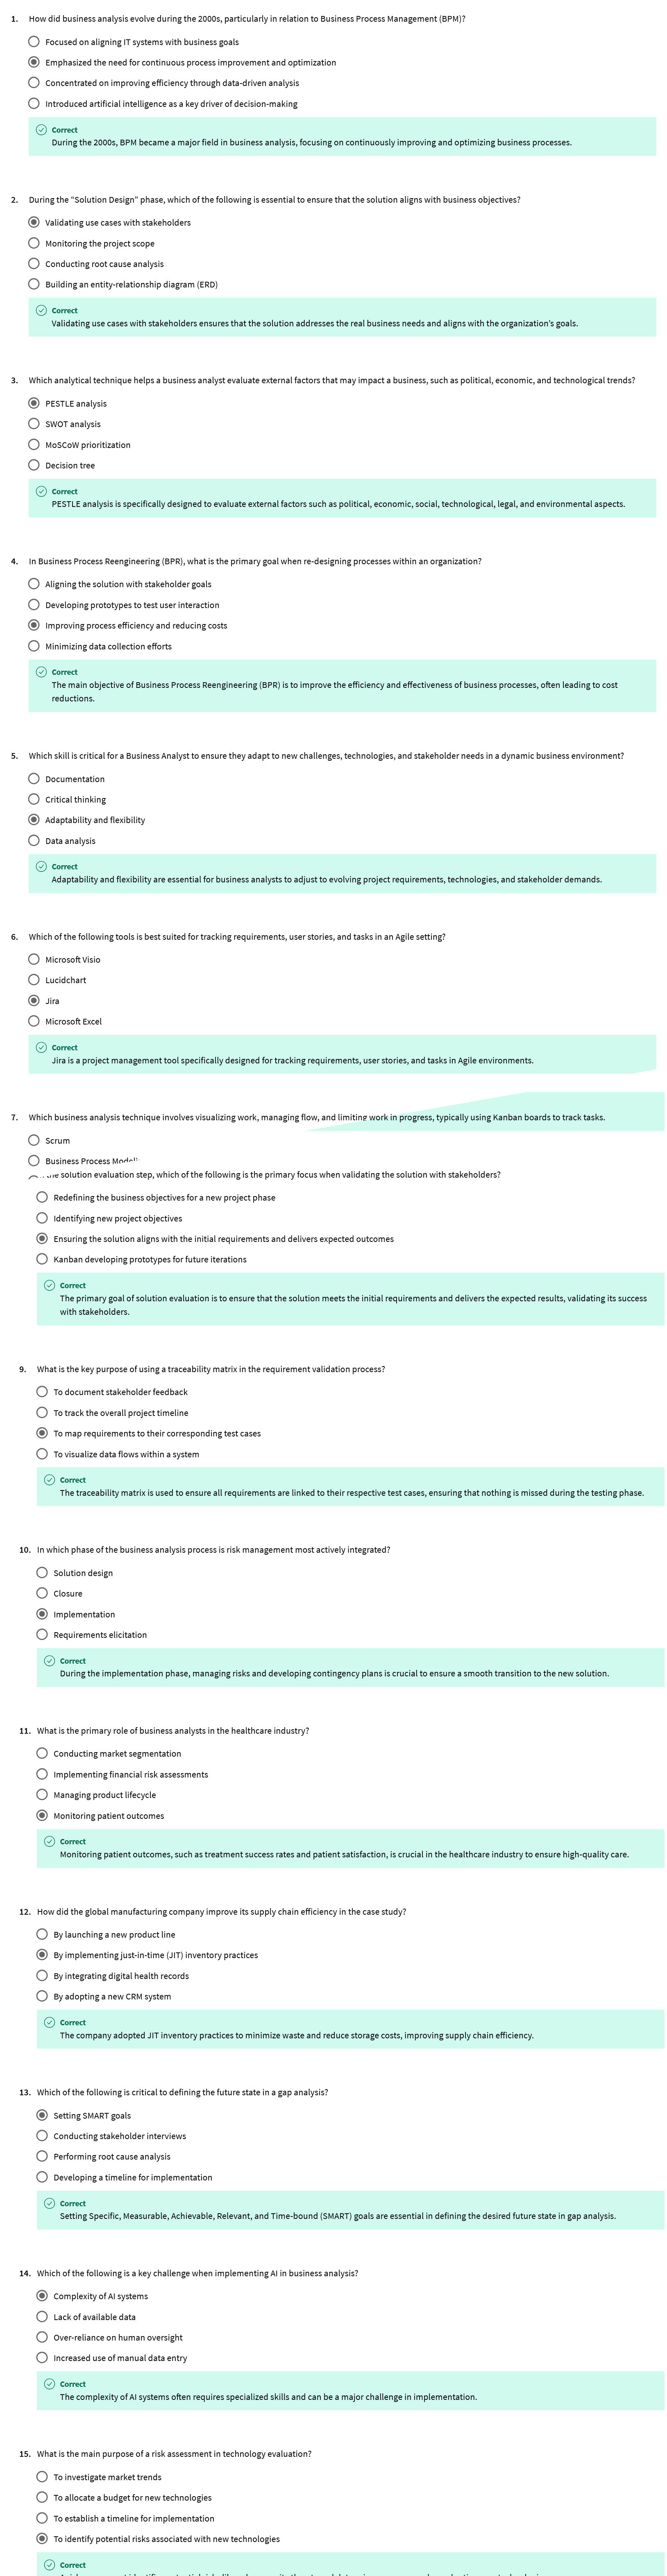 1. How did business analysis evolve during the 2000s, particularly in relation to Business Process Management (BPM)?
Focused on aligning IT systems with business goals
Emphasized the need for continuous process improvement and optimization
Concentrated on improving efficiency through data-driven analysis
Introduced artificial intelligence as a key driver of decision-making
Correct
During the 2000s, BPM became a major field in business analysis, focusing on continuously improving and optimizing business processes.
2. During the “Solution Design” phase, which of the following is essential to ensure that the solution aligns with business objectives?
Validating use cases with stakeholders
Monitoring the project scope
Conducting root cause analysis
Building an entity-relationship diagram (ERD)
Correct
Validating use cases with stakeholders ensures that the solution addresses the real business needs and aligns with the organization's goals.
3. Which analytical technique helps a business analyst evaluate external factors that may impact a business, such as political, economic, and technological trends?
PESTLE analysis
SWOT analysis
MoSCoW prioritization
Decision tree
Correct
PESTLE analysis is specifically designed to evaluate external factors such as political, economic, social, technological, legal, and environmental aspects.
4. In Business Process Reengineering (BPR), what is the primary goal when re-designing processes within an organization?
Aligning the solution with stakeholder goals
Developing prototypes to test user interaction
Improving process efficiency and reducing costs
Minimizing data collection efforts
Correct
The main objective of Business Process Reengineering (BPR) is to improve the efficiency and effectiveness of business processes, often leading to cost
reductions.
5. Which skill is critical for a Business Analyst to ensure they adapt to new challenges, technologies, and stakeholder needs in a dynamic business environment?
Documentation
Critical thinking
Adaptability and flexibility
Data analysis
Correct
Adaptability and flexibility are essential for business analysts to adjust to evolving project requirements, technologies, and stakeholder demands.
6. Which of the following tools is best suited for tracking requirements, user stories, and tasks in an Agile setting?
Microsoft Visio
Lucidchart
Jira
Microsoft Excel
Correct
Jira is a project management tool specifically designed for tracking requirements, user stories, and tasks in Agile environments.
7. Which business analysis technique involves visualizing work, managing flow, and limiting work in progress, typically using Kanban boards to track tasks.
Scrum
Business Process
the solution evaluation step, which of the following is the primary focus when validating the solution with stakeholders?
Redefining the business objectives for a new project phase
Identifying new project objectives
Ensuring the solution aligns with the initial requirements and delivers expected outcomes
Kanban developing prototypes for future iterations
Correct
The primary goal of solution evaluation is to ensure that the solution meets the initial requirements and delivers the expected results, validating its success
with stakeholders.
9. What is the key purpose of using a traceability matrix in the requirement validation process?
To document stakeholder feedback
To track the overall project timeline
To map requirements to their corresponding test cases
To visualize data flows within a system
Correct
The traceability matrix is used to ensure all requirements are linked to their respective test cases, ensuring that nothing is missed during the testing phase.
10. In which phase of the business analysis process is risk management most actively integrated?
Solution design
Closure
Implementation
Requirements elicitation
Correct
During the implementation phase, managing risks and developing contingency plans is crucial to ensure a smooth transition to the new solution.
11. What is the primary role of business analysts in the healthcare industry?
Conducting market segmentation
Implementing financial risk assessments
Managing product lifecycle
Monitoring patient outcomes
Correct
Monitoring patient outcomes, such as treatment success rates and patient satisfaction, is crucial in the healthcare industry to ensure high-quality care.
12. How did the global manufacturing company improve its supply chain efficiency in the case study?
By launching a new product line
By implementing just-in-time (JIT) inventory practices
By integrating digital health records
By adopting a new CRM system
Correct
The company adopted JIT inventory practices to minimize waste and reduce storage costs, improving supply chain efficiency.
13. Which of the following is critical to defining the future state in a gap analysis?
Setting SMART goals
Conducting stakeholder interviews
Performing root cause analysis
Developing a timeline for implementation
Correct
Setting Specific, Measurable, Achievable, Relevant, and Time-bound (SMART) goals are essential in defining the desired future state in gap analysis.
14. Which of the following is a key challenge when implementing AI in business analysis?
Complexity of AI systems
Lack of available data
Over-reliance on human oversight
Increased use of manual data entry
Correct
The complexity of AI systems often requires specialized skills and can be a major challenge in implementation.
15. What is the main purpose of a risk assessment in technology evaluation?
To investigate market trends
To allocate a budget for new technologies
To establish a timeline for implementation
To identify potential risks associated with new technologies
Correct